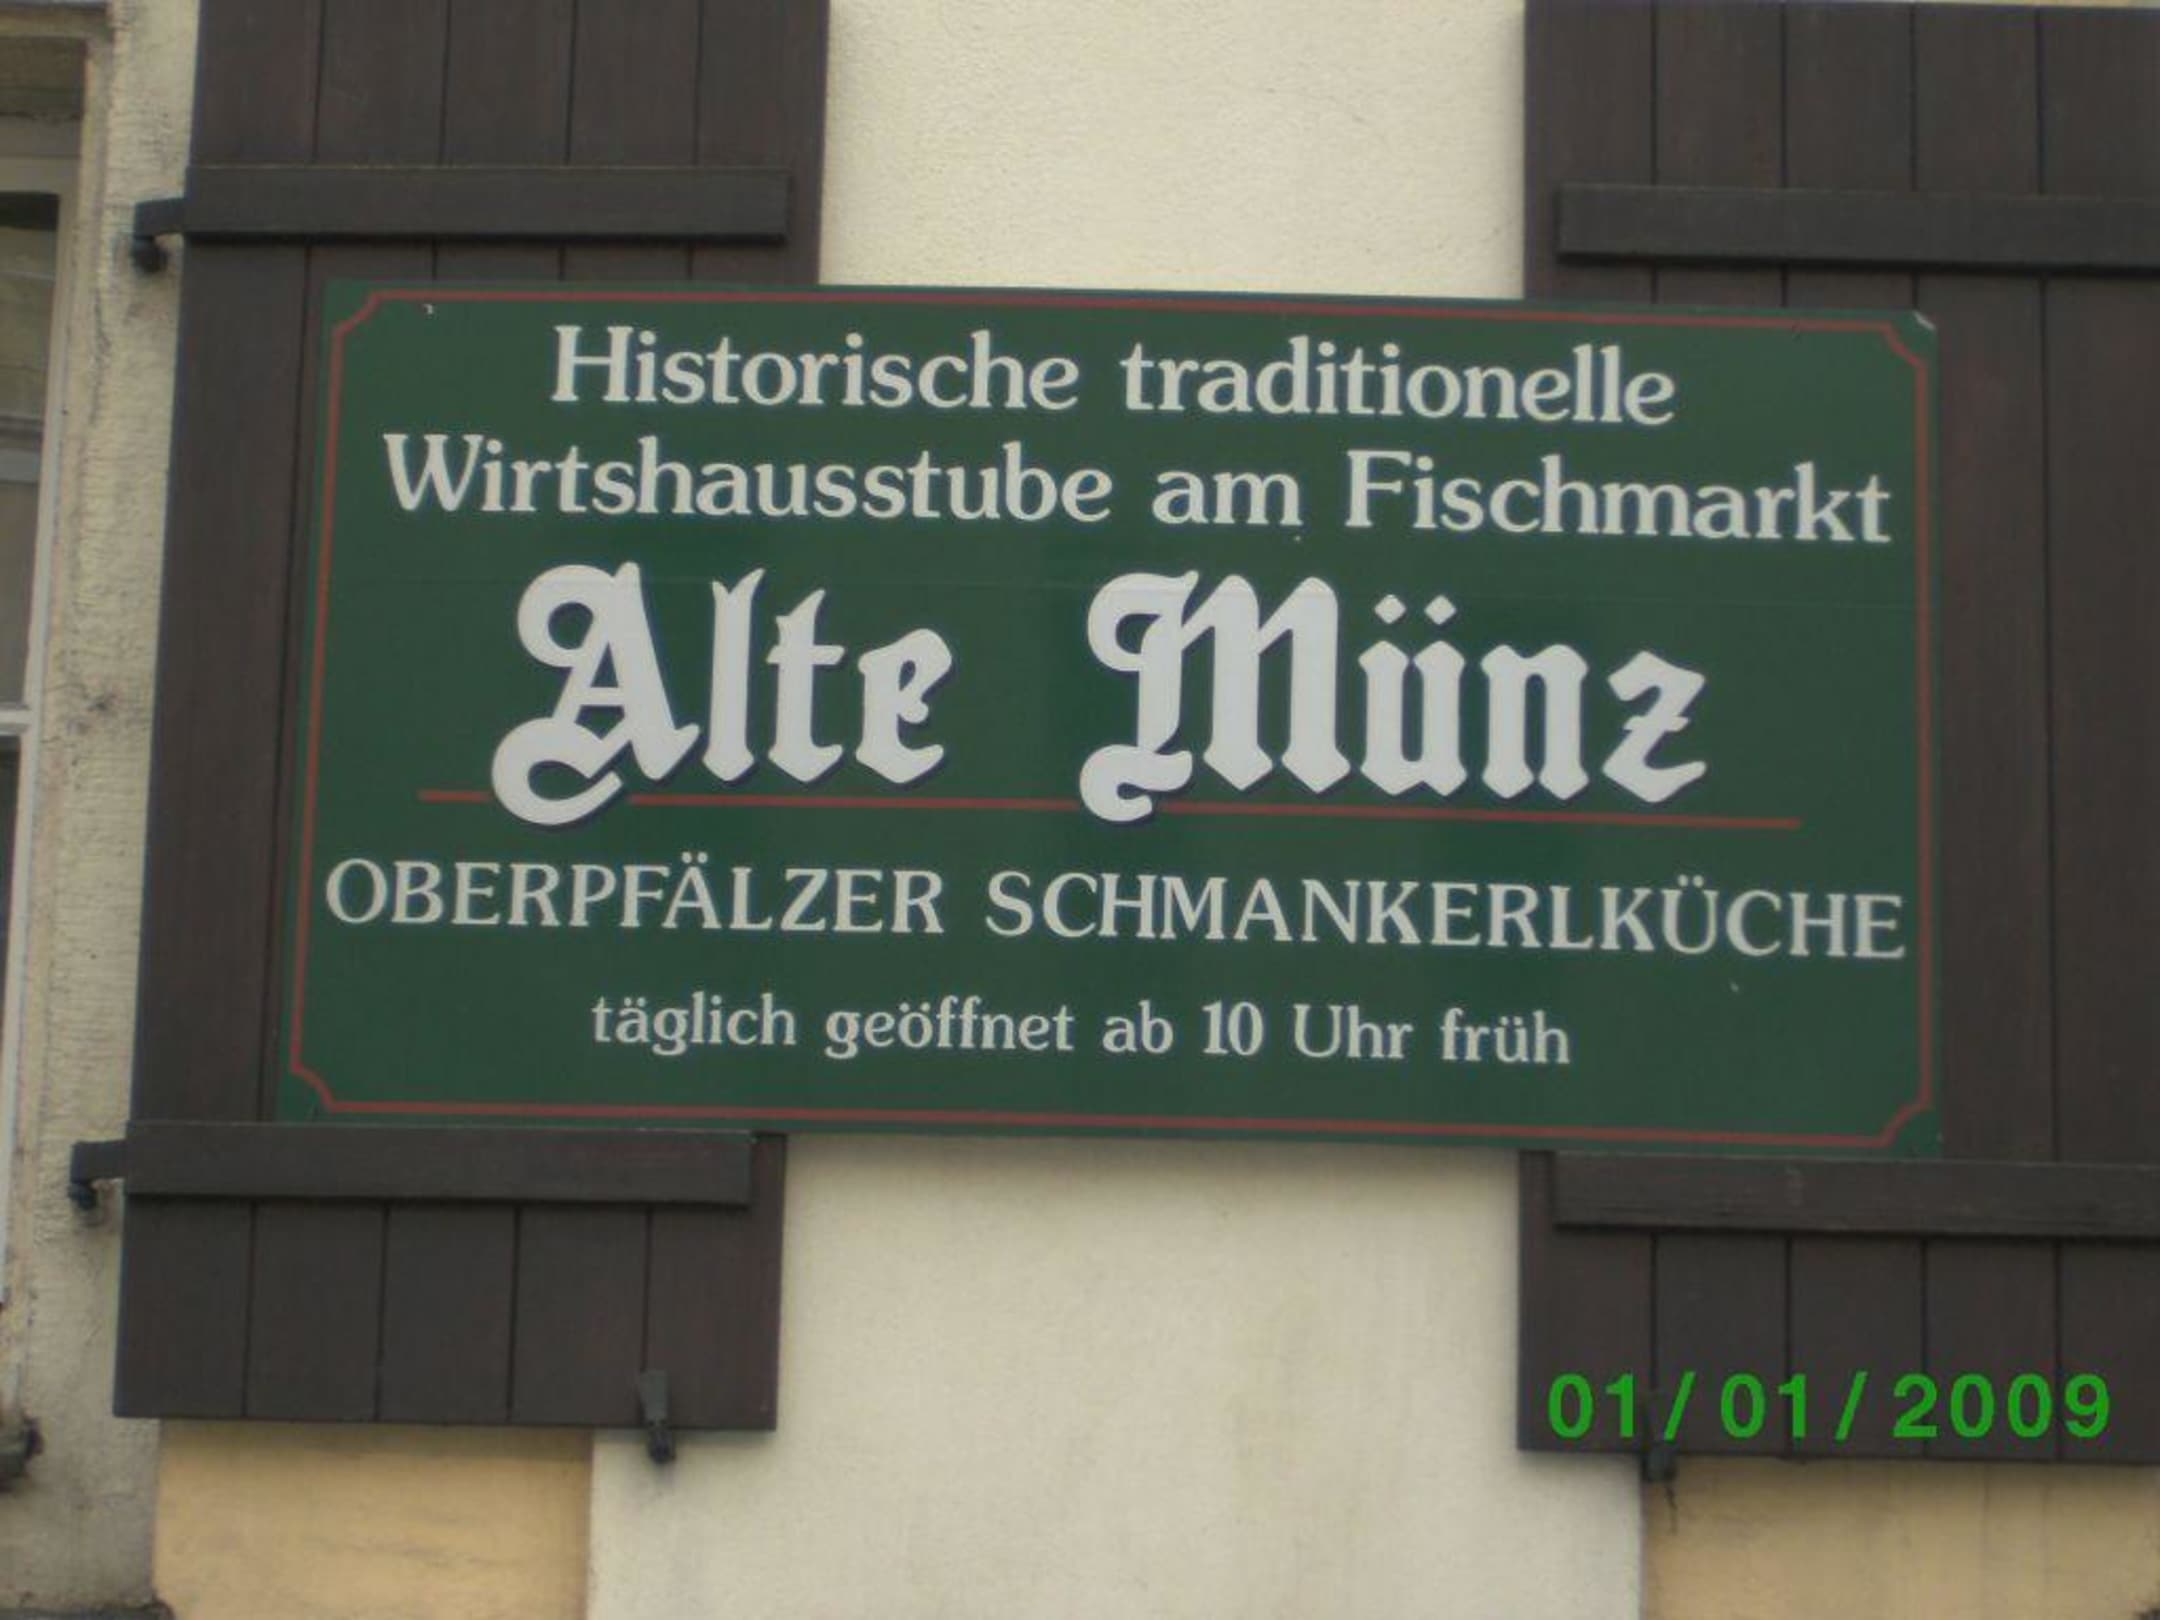 Historische traditionelle
Wirtshausstube am Fischmarkt
Alte Münz
OBERPFÄLZER SCHMANKERLKÜCHE
täglich geöffnet ab 10 Uhr früh
01/01/2009